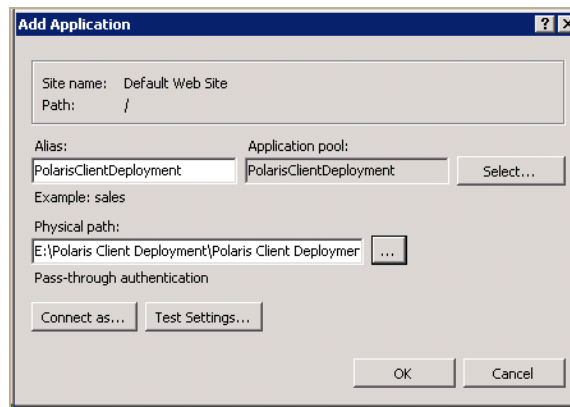 Add Application
Site name: Default Web Site
Path: /
Alias: Application pool:
PolarisClientDeployment PolarisClientDeployment Select...
Example: sales
Physical path:
E:\Polaris Client Deployment\Polaris Client Deploymer ...
Pass-through authentication
Connect as... Test Settings...
OK Cancel